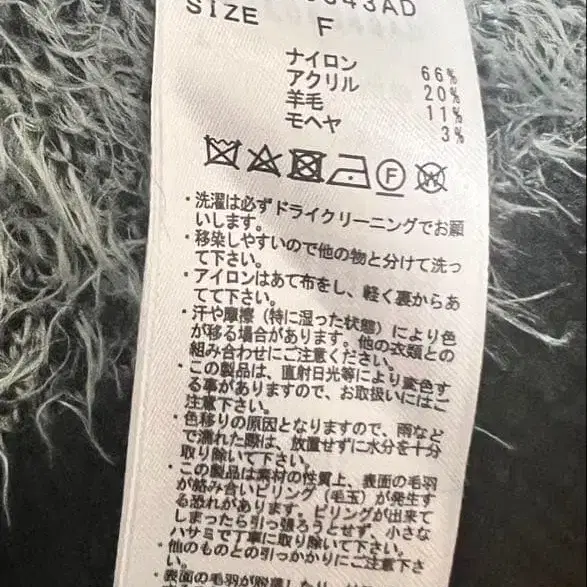 43AD
SIZE F
ナイロン 66%
アクリル 20%
羊毛 11%
モヘヤ 3%
F W
・洗濯は必ずドライクリーニングでお願
いします。
・移染しやすいので他の物と分けて洗っ
て下さい。
・アイロンはあて布をし、軽く裏からあ
てて下さい。
・汗や摩擦（特に湿った状態）により色
が移る場合があります。他の衣類との
組み合わせにご注意ください。
・この製品は、直射日光等により変色す
る事がありますので、お取扱いにはご
注意下さい。
・色移りの原因となりますので、雨など
で濡れた際は、放置せずに水分を十分
取り除いて下さい。
・この製品は素材の性質上、表面の毛羽
が絡み合いピリング（毛玉）が発生す
る恐れがあります。ピリングが出来て
しまったら引っ張ろうとせず、小さな
ハサミで丁寧に取り除いて下さい。
・他のものとの引っかかりにご注意下さ
い。
・表面の毛羽が脱落したり、